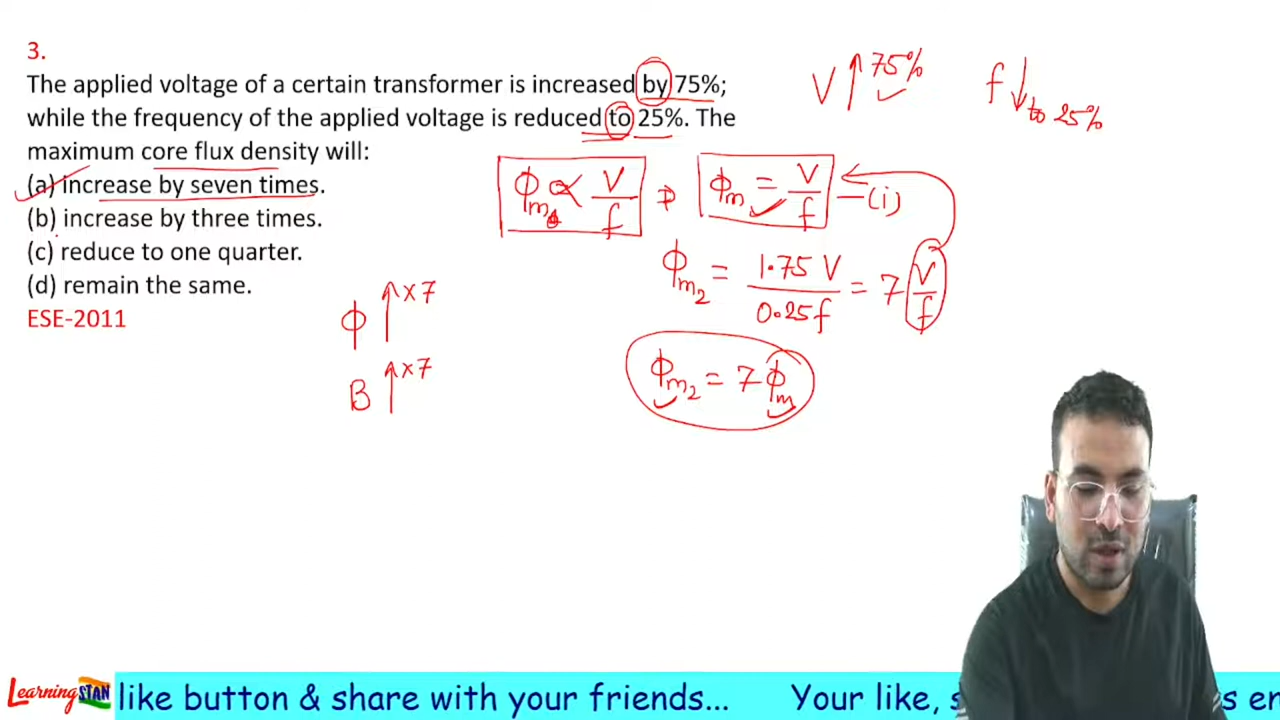 3.
The applied voltage of a certain transformer is increased by 75%;
while the frequency of the applied voltage is reduced to 25%. The
maximum core flux density will:
(a) increase by seven times.
(b) increase by three times.
(c) reduce to one quarter.
(d) remain the same.
ESE-2011
V ↑ 75% f ↓ to 25%
ϕm ∝ V/f ⇒ ϕm = V/f —(i)
ϕm2 = 1.75 V / 0.25f = 7 V/f
ϕ ↑ ×7
B ↑ ×7
ϕm2 = 7 ϕm
LearningSTAN
like button & share with your friends... Your like, s
s en